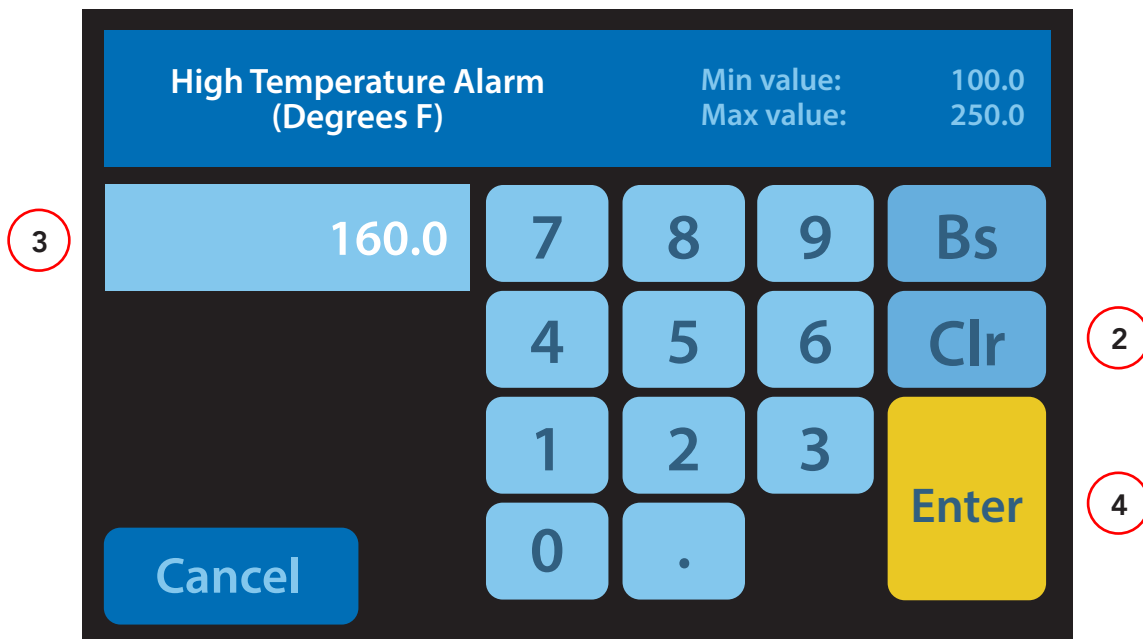 High Temperature Alarm
(Degrees F)
Min value: 100.0
Max value: 250.0
3
160.0
7 8 9 Bs
4 5 6 Clr
2
1 2 3
Enter
4
0 .
Cancel